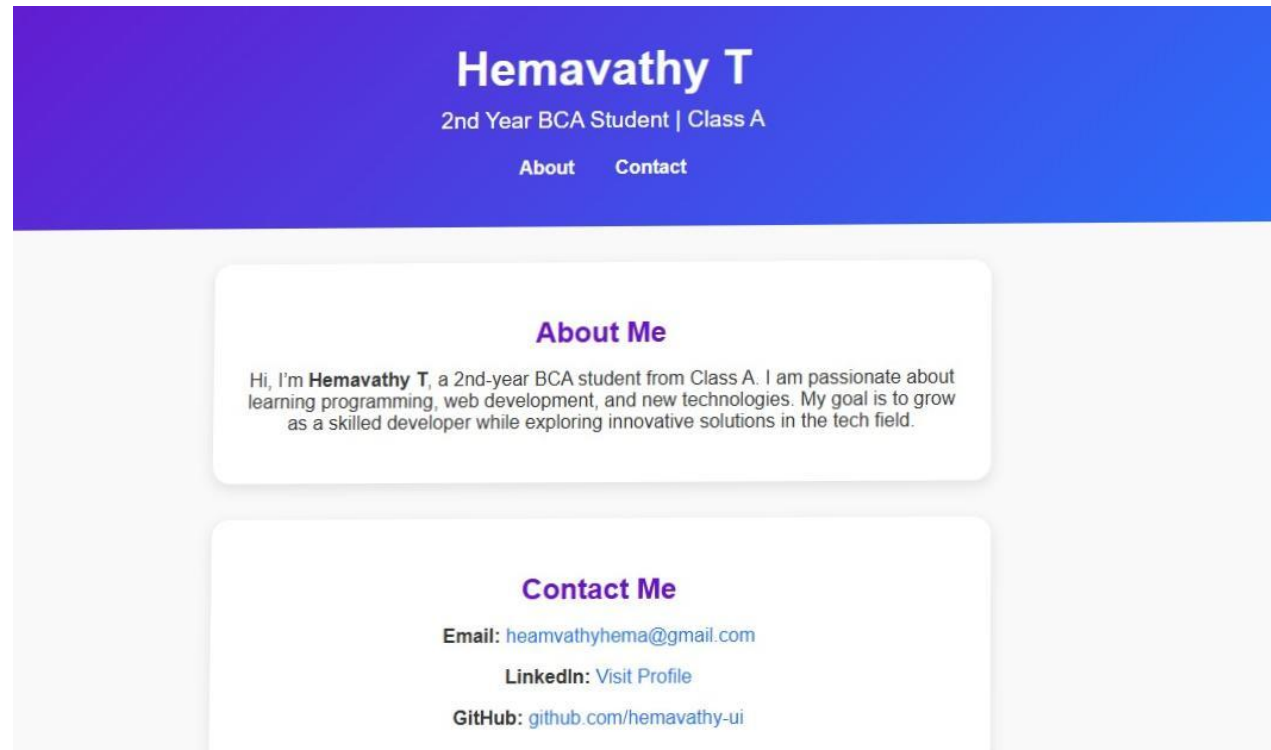 Hemavathy T
2nd Year BCA Student | Class A
About Contact
About Me
Hi, I’m Hemavathy T, a 2nd-year BCA student from Class A. I am passionate about
learning programming, web development, and new technologies. My goal is to grow
as a skilled developer while exploring innovative solutions in the tech field.
Contact Me
Email: heamvathyhema@gmail.com
LinkedIn: Visit Profile
GitHub: github.com/hemavathy-ui